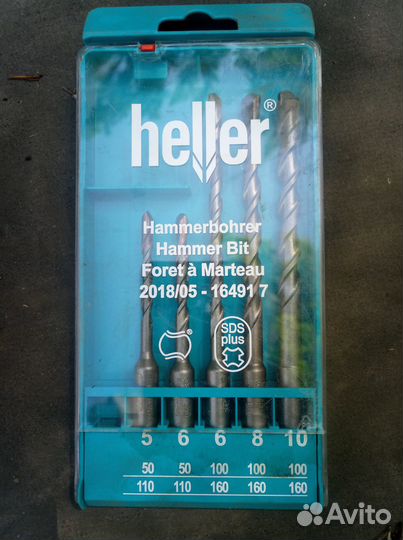 heller®
Hammerbohrer
Hammer Bit
Foret à Marteau
2018/05 - 16491 7
®
SDS
plus
5 6 6 8 10
50 50 100 100 100
110 110 160 160 160
Avito